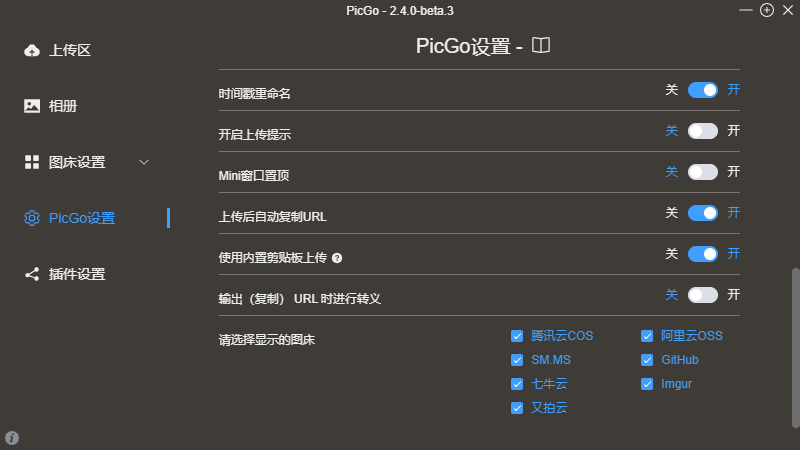 PicGo - 2.4.0-beta.3
上传区
相册
图床设置
PicGo设置
插件设置
PicGo设置 -
时间戳重命名 关 开
开启上传提示 关 开
Mini窗口置顶 关 开
上传后自动复制URL 关 开
使用内置剪贴板上传 关 开
输出（复制） URL 时进行转义 关 开
请选择显示的图床
腾讯云COS 阿里云OSS
SM.MS GitHub
七牛云 Imgur
又拍云